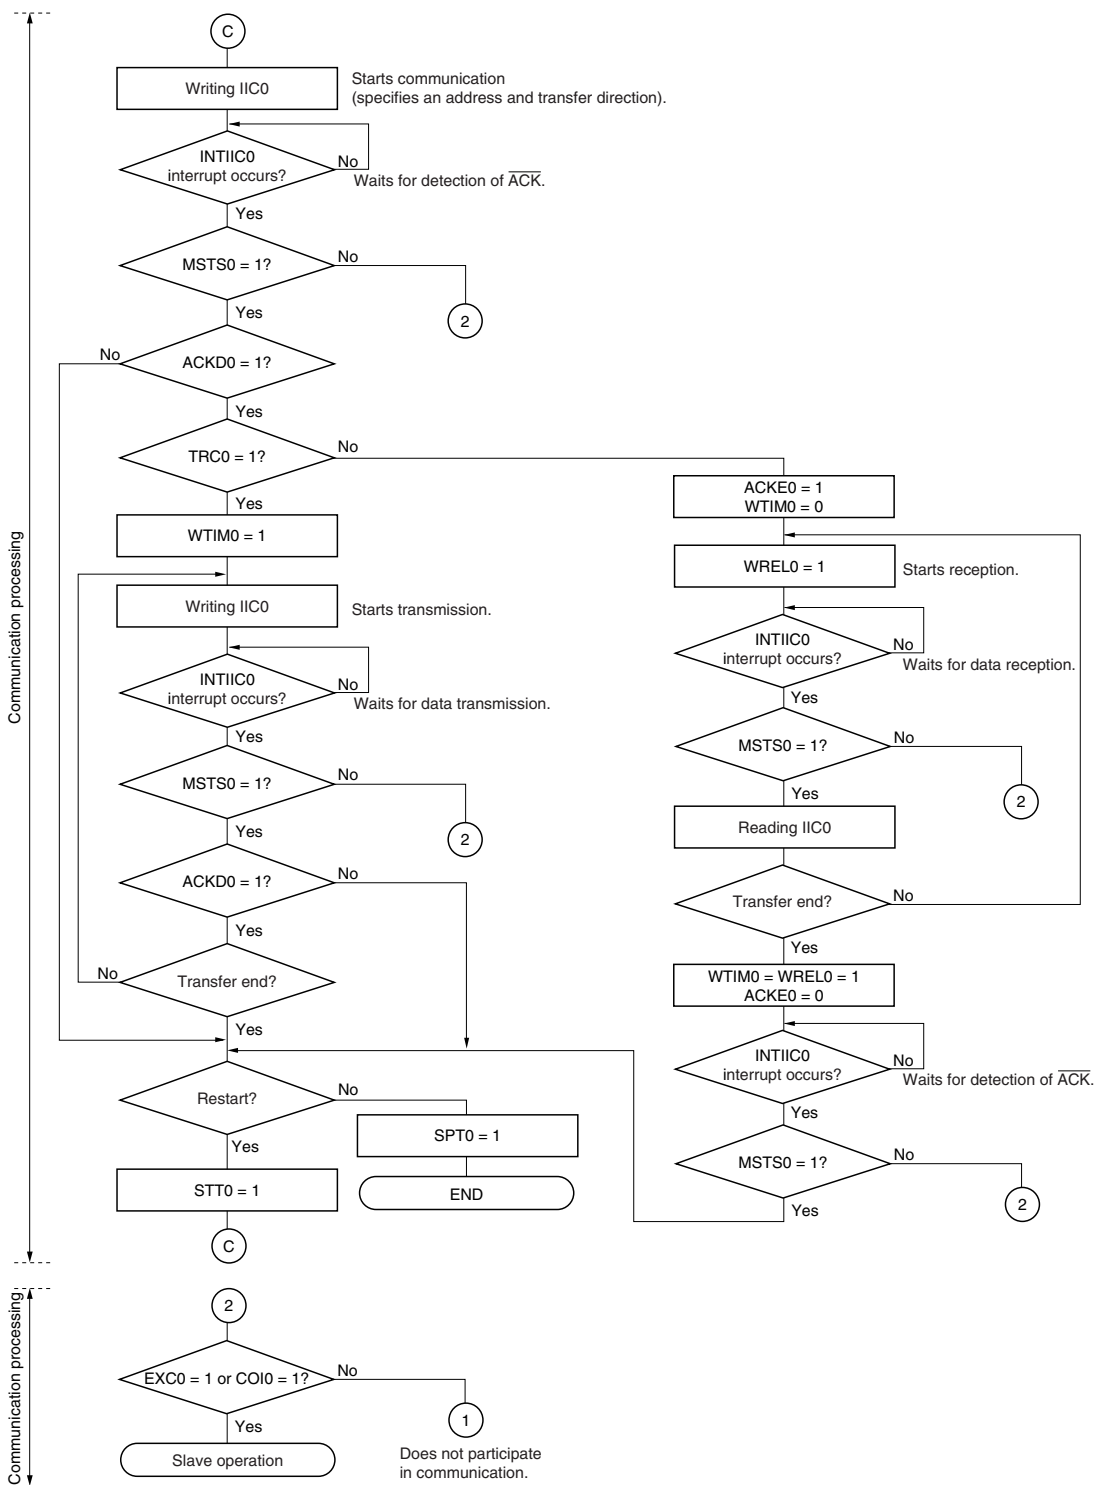 C
Writing IIC0
Starts communication
(specifies an address and transfer direction).
INTIIC0
interrupt occurs?
No
Waits for detection of ACK.
Yes
MSTS0 = 1?
No
2
Yes
No
ACKD0 = 1?
Yes
TRC0 = 1?
No
Yes
WTIM0 = 1
Writing IIC0
Starts transmission.
INTIIC0
interrupt occurs?
No
Waits for data transmission.
Yes
MSTS0 = 1?
No
2
Yes
ACKD0 = 1?
No
Yes
No
Transfer end?
Yes
Restart?
No
SPT0 = 1
END
Yes
STT0 = 1
C
ACKE0 = 1
WTIM0 = 0
WREL0 = 1
Starts reception.
INTIIC0
interrupt occurs?
No
Waits for data reception.
Yes
MSTS0 = 1?
No
2
Yes
Reading IIC0
Transfer end?
No
Yes
WTIM0 = WREL0 = 1
ACKE0 = 0
INTIIC0
interrupt occurs?
No
Waits for detection of ACK.
Yes
MSTS0 = 1?
No
2
Yes
Communication processing
2
EXC0 = 1 or COI0 = 1?
No
1
Does not participate
in communication.
Yes
Slave operation
Communication processing